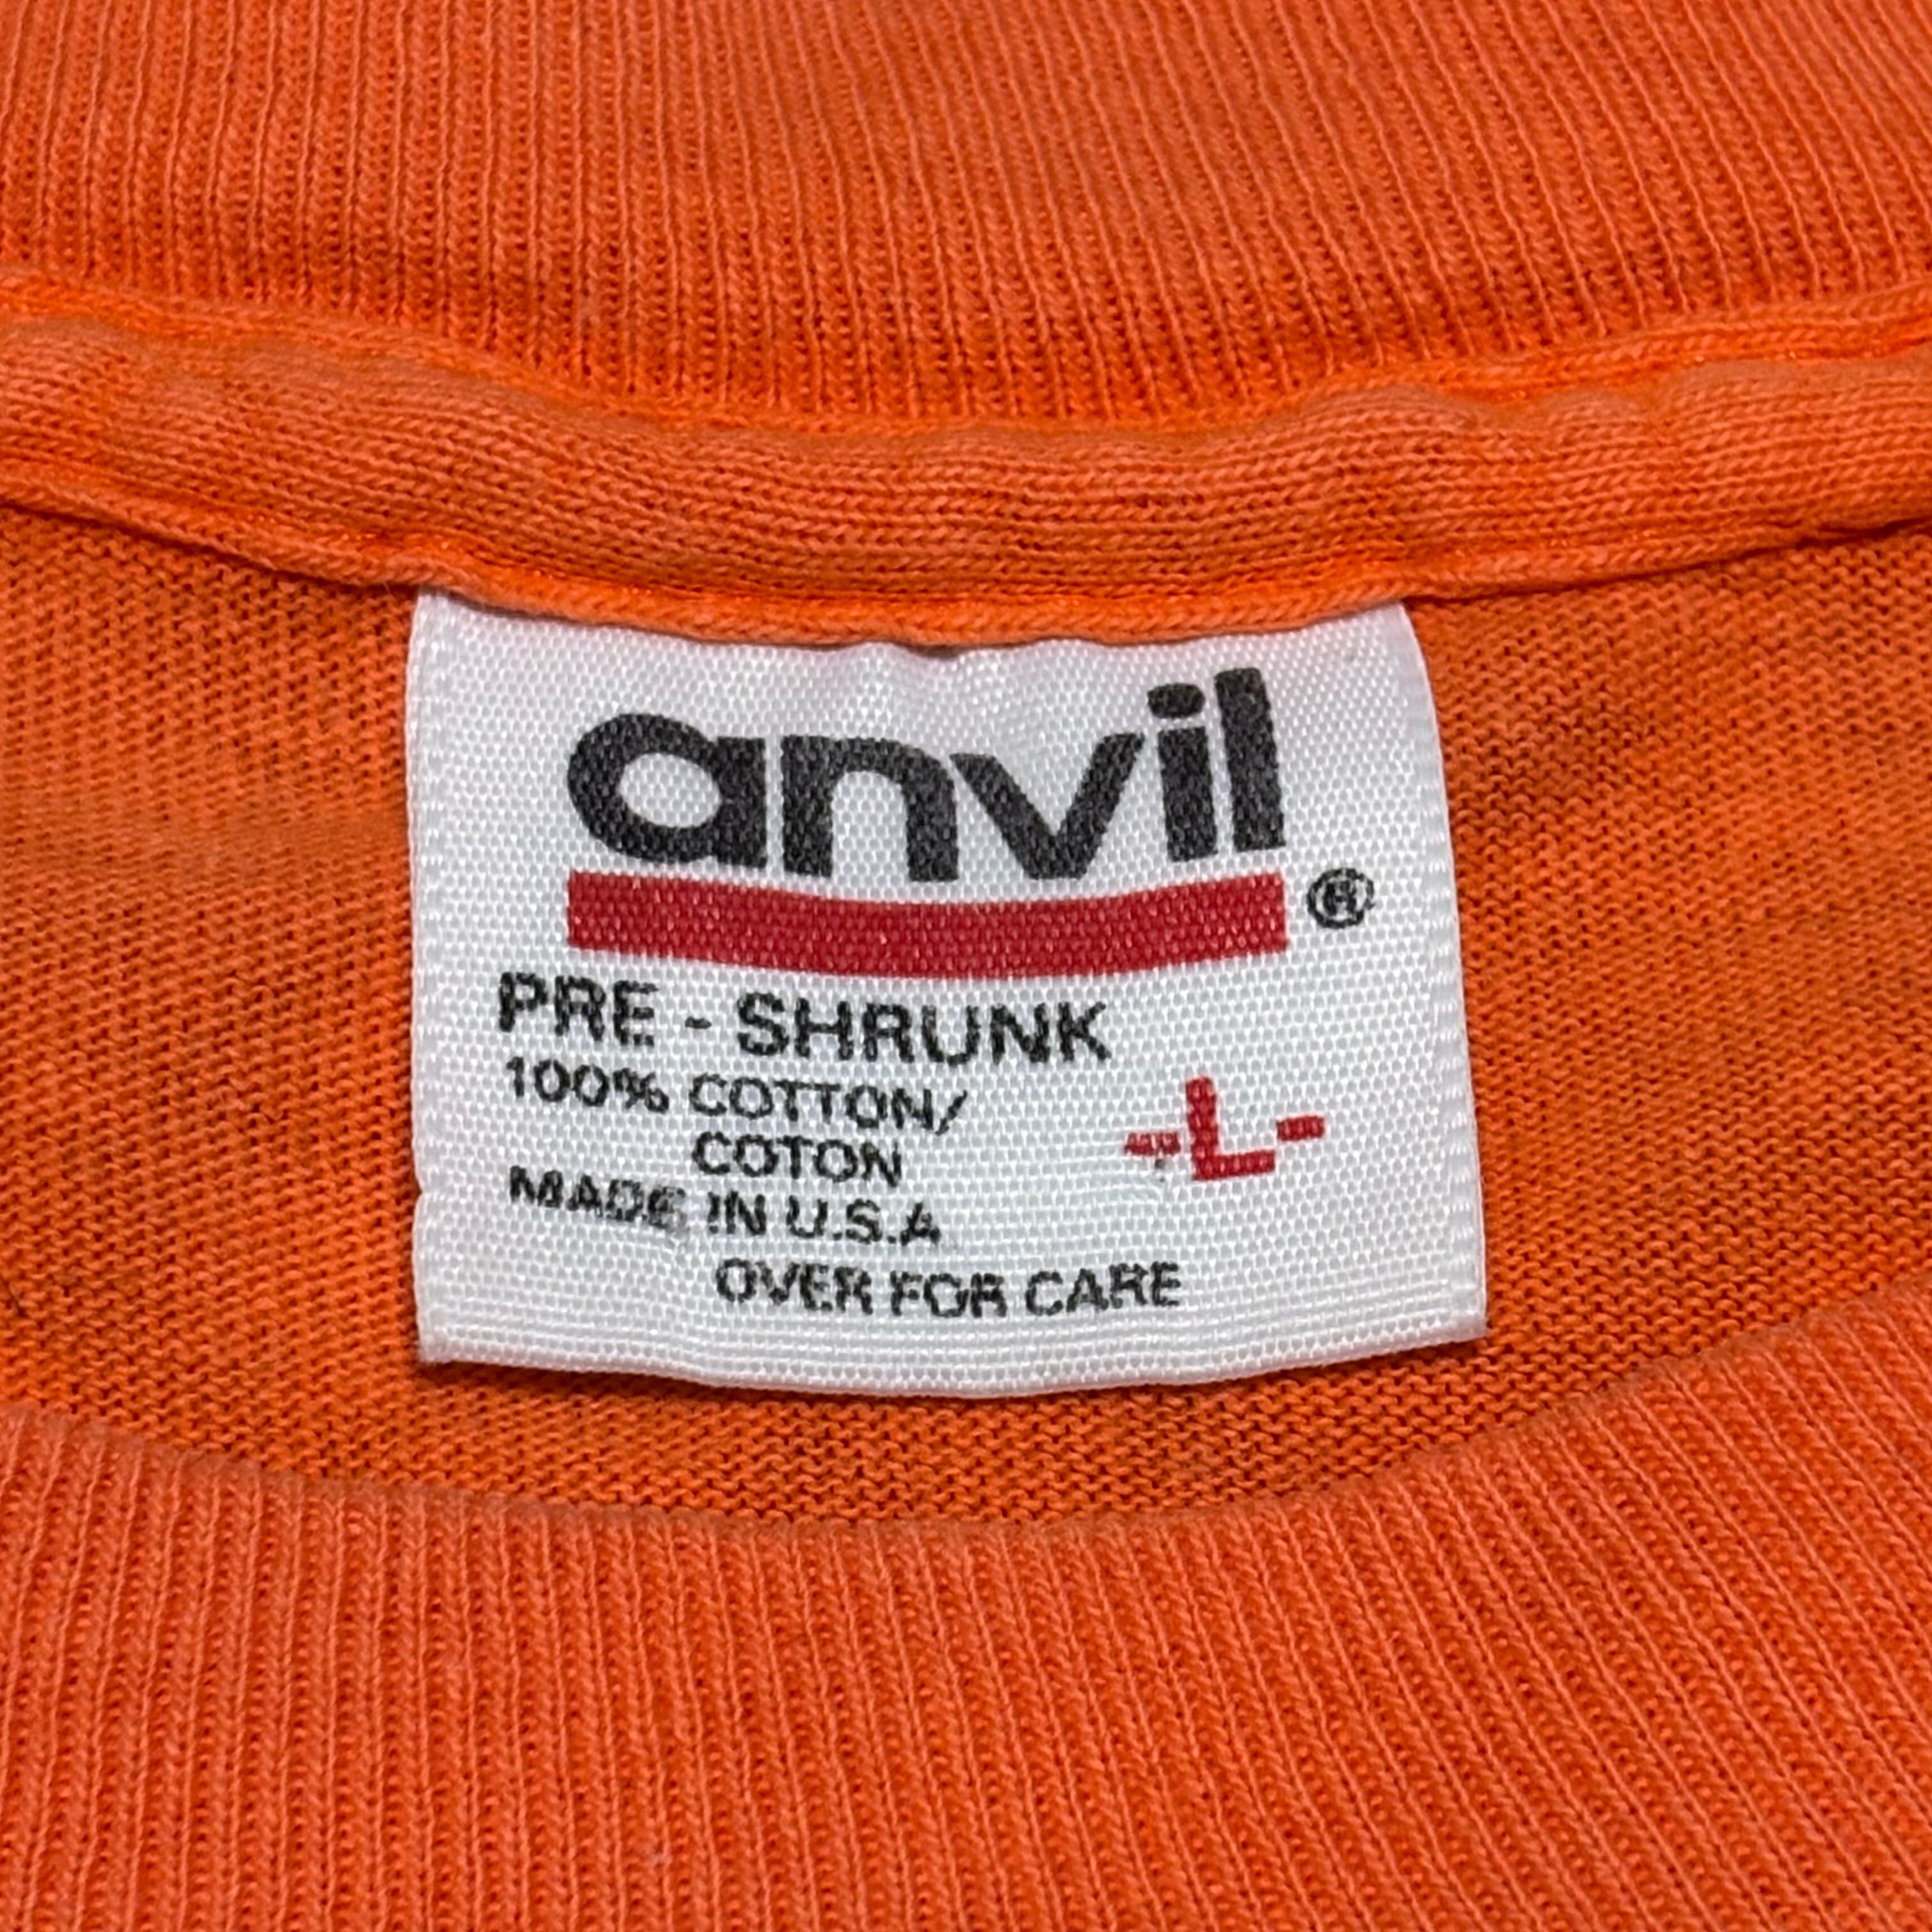 anvil®
PRE - SHRUNK
100% COTTON/
COTON
-L-
MADE IN U.S.A
OVER FOR CARE